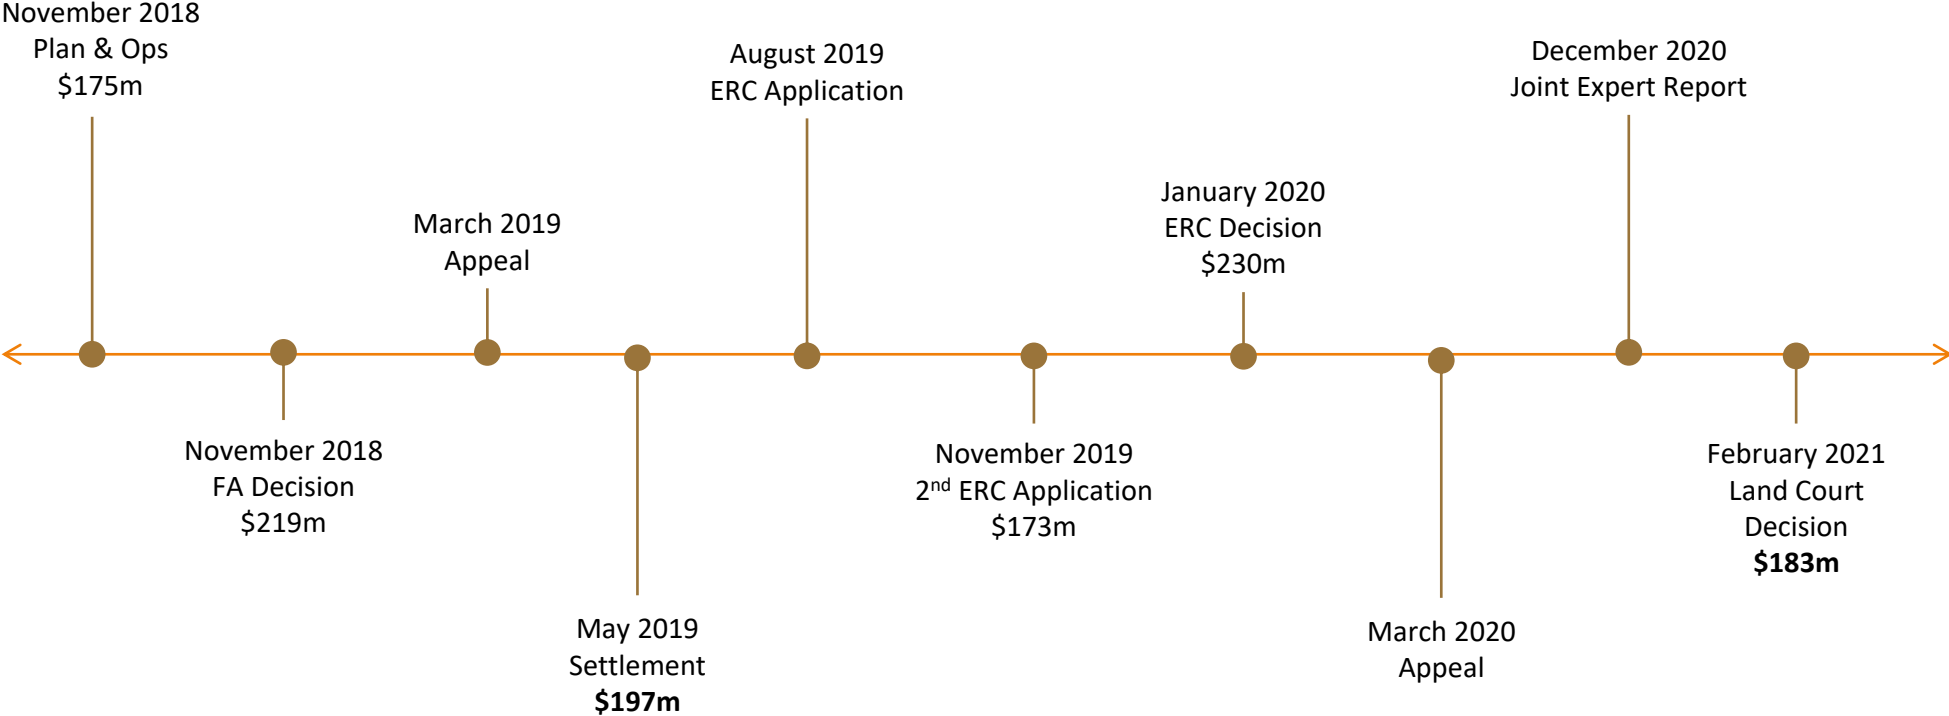 November 2018
Plan & Ops
$175m
November 2018
FA Decision
$219m
March 2019
Appeal
May 2019
Settlement
$197m
August 2019
ERC Application
November 2019
2nd ERC Application
$173m
January 2020
ERC Decision
$230m
March 2020
Appeal
December 2020
Joint Expert Report
February 2021
Land Court
Decision
$183m